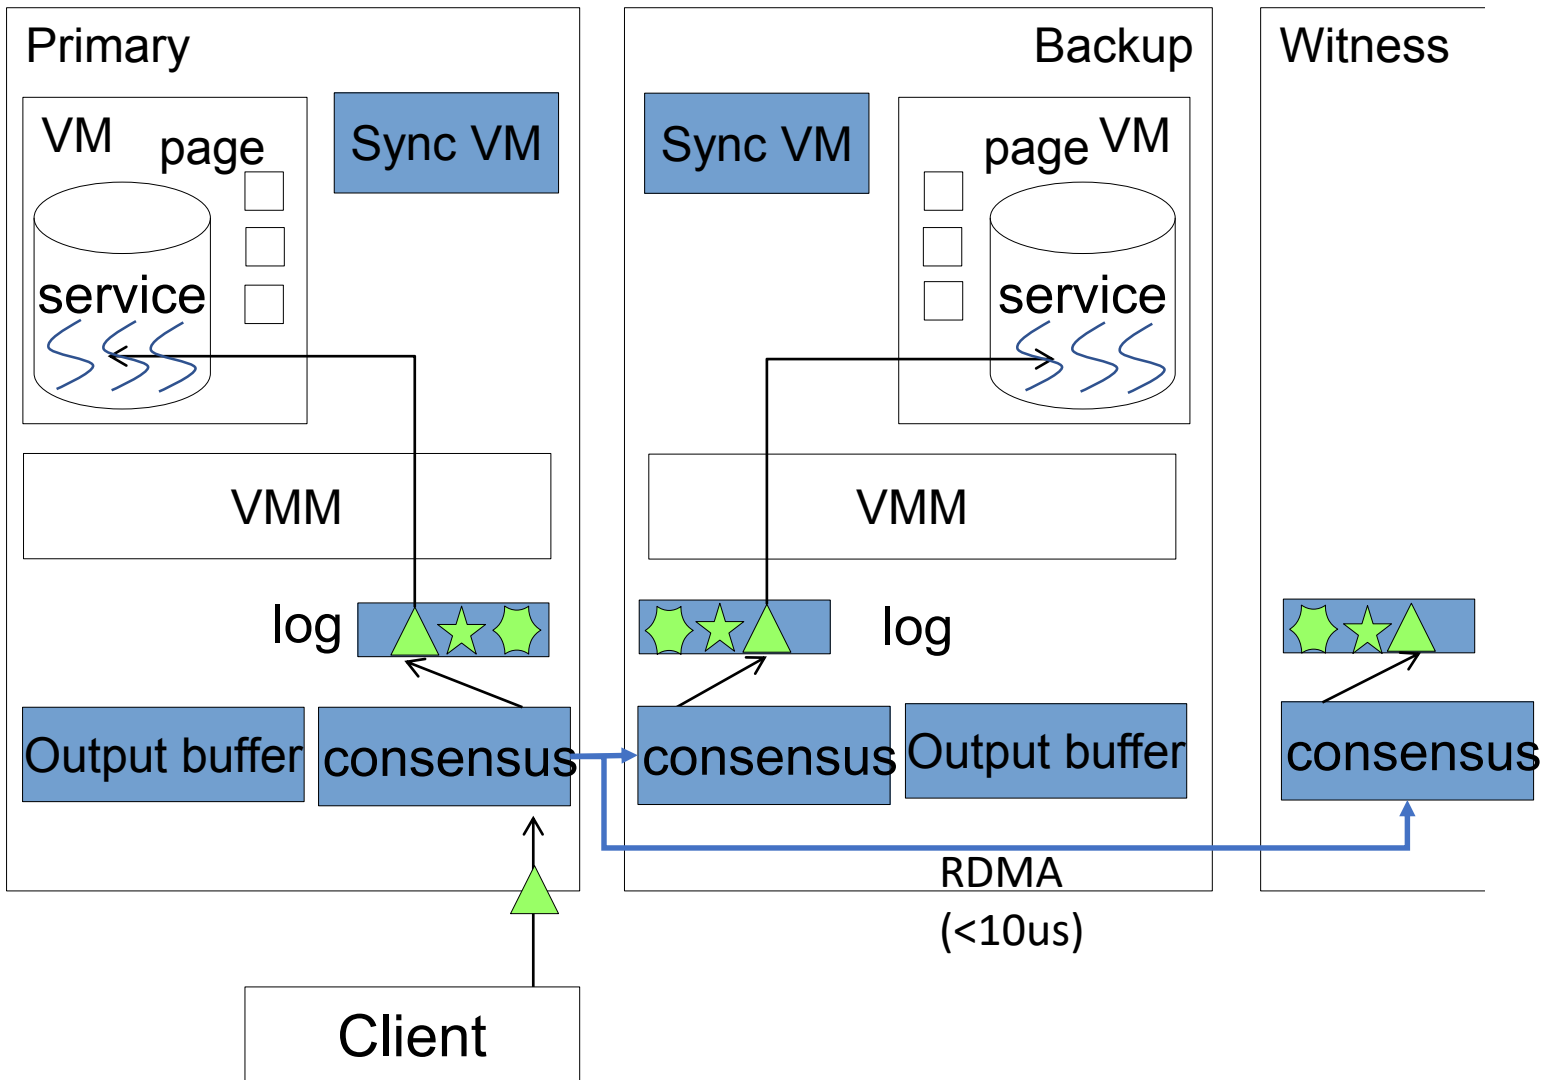 Primary
Backup
Witness
VM
page
Sync VM
Sync VM
page
VM
service
service
VMM
VMM
log
log
Output buffer
consensus
consensus
Output buffer
consensus
RDMA
(<10us)
Client